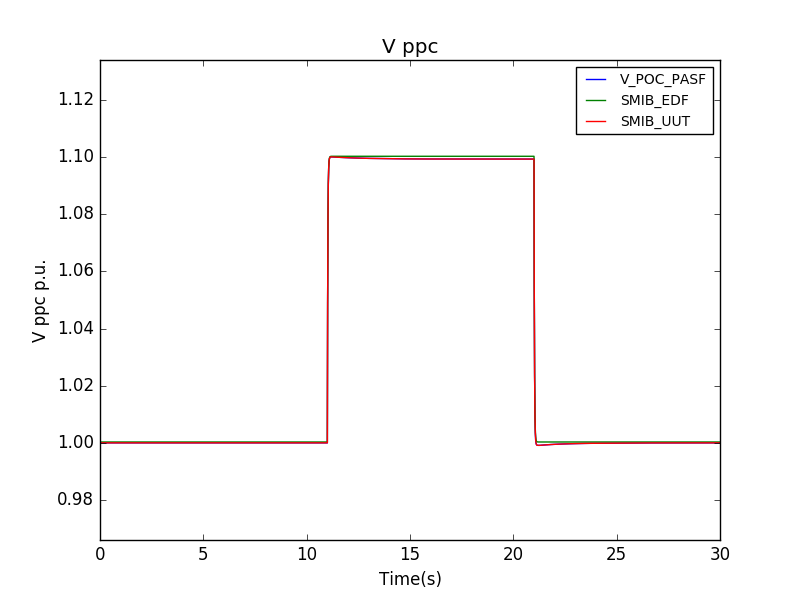 V ppc
V_POC_PASF
SMIB_EDF
SMIB_UUT
1.12
1.10
1.08
1.06
1.04
1.02
1.00
0.98
V ppc p.u.
0 5 10 15 20 25 30
Time(s)